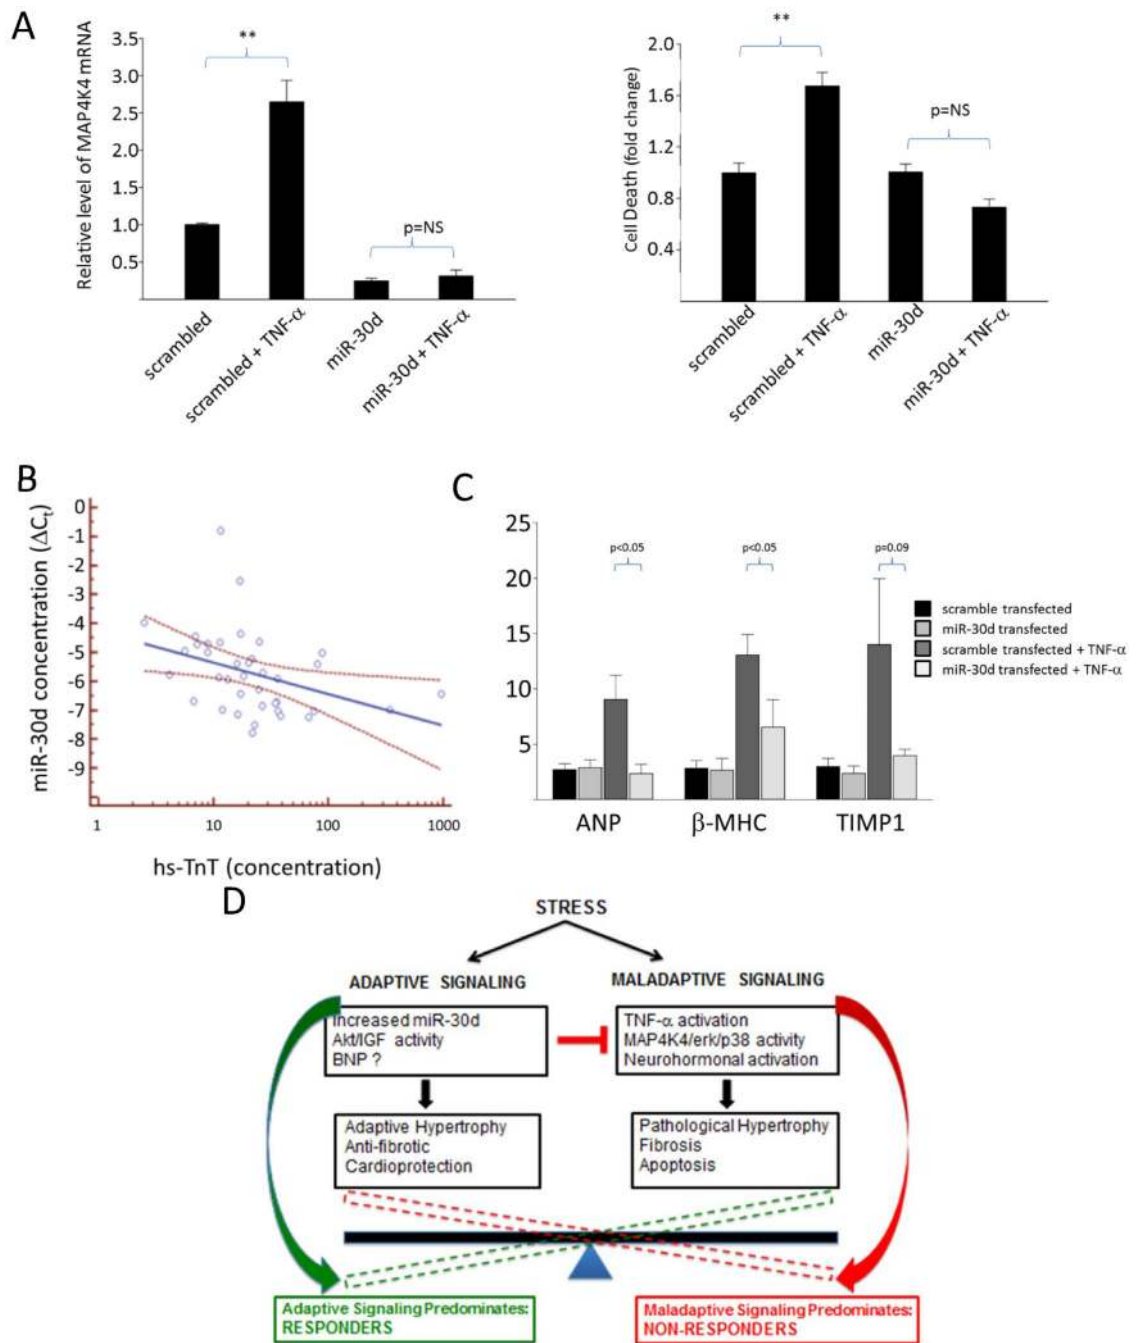 A
Relative level of MAP4K4 mRNA
3.5
3.0
2.5
2.0
1.5
1.0
0.5
**
p=NS
scrambled
scrambled + TNF-α
miR-30d
miR-30d + TNF-α
Cell Death (fold change)
2.0
1.6
1.2
0.8
0.4
**
p=NS
scrambled
scrambled + TNF-α
miR-30d
miR-30d + TNF-α
B
miR-30d concentration (ΔCt)
0
-1
-2
-3
-4
-5
-6
-7
-8
-9
1 10 100 1000
hs-TnT (concentration)
C
25
20
15
10
5
p<0.05 p<0.05 p=0.09
ANP β-MHC TIMP1
scramble transfected
miR-30d transfected
scramble transfected + TNF-α
miR-30d transfected + TNF-α
D
STRESS
ADAPTIVE SIGNALING
Increased miR-30d
Akt/IGF activity
BNP ?
Adaptive Hypertrophy
Anti-fibrotic
Cardioprotection
MALADAPTIVE SIGNALING
TNF-α activation
MAP4K4/erk/p38 activity
Neurohormonal activation
Pathological Hypertrophy
Fibrosis
Apoptosis
Adaptive Signaling Predominates:
RESPONDERS
Maladaptive Signaling Predominates:
NON-RESPONDERS